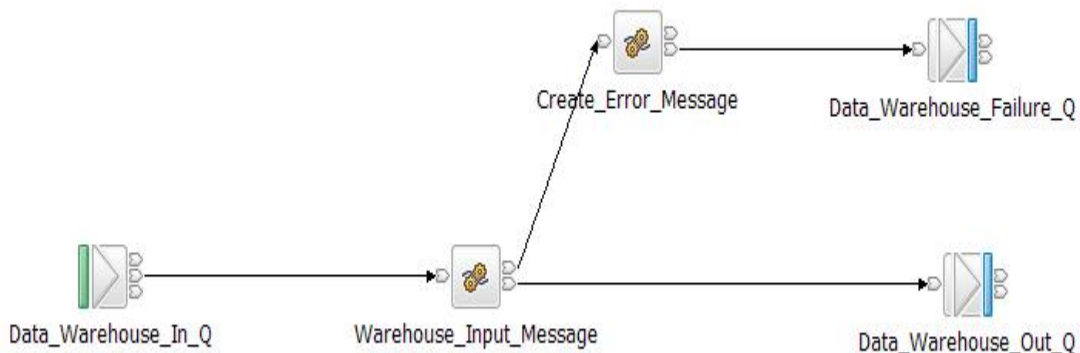 Create_Error_Message
Data_Warehouse_Failure_Q
Data_Warehouse_In_Q
Warehouse_Input_Message
Data_Warehouse_Out_Q